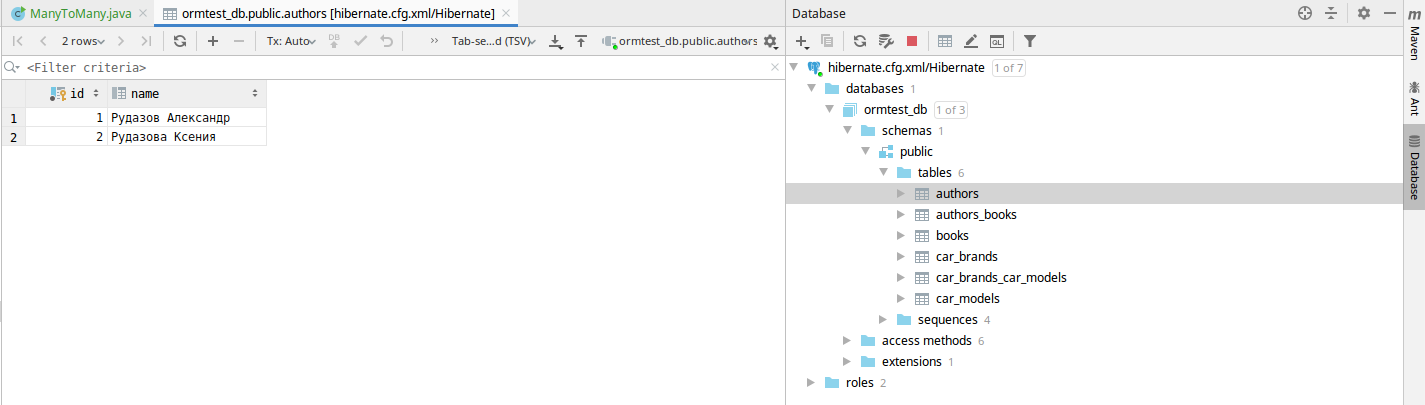 ManyToMany.java
ormtest_db.public.authors [hibernate.cfg.xml/Hibernate]
2 rows
Tx: Auto
DB
Tab-se...d (TSV)
ormtest_db.public.authors
<Filter criteria>
id
name
1 1 Рудазов Александр
2 2 Рудазова Ксения
Database
QL
hibernate.cfg.xml/Hibernate 1 of 7
databases 1
ormtest_db 1 of 3
schemas 1
public
tables 6
authors
authors_books
books
car_brands
car_brands_car_models
car_models
sequences 4
access methods 6
extensions 1
roles 2
m Maven
Ant
Database